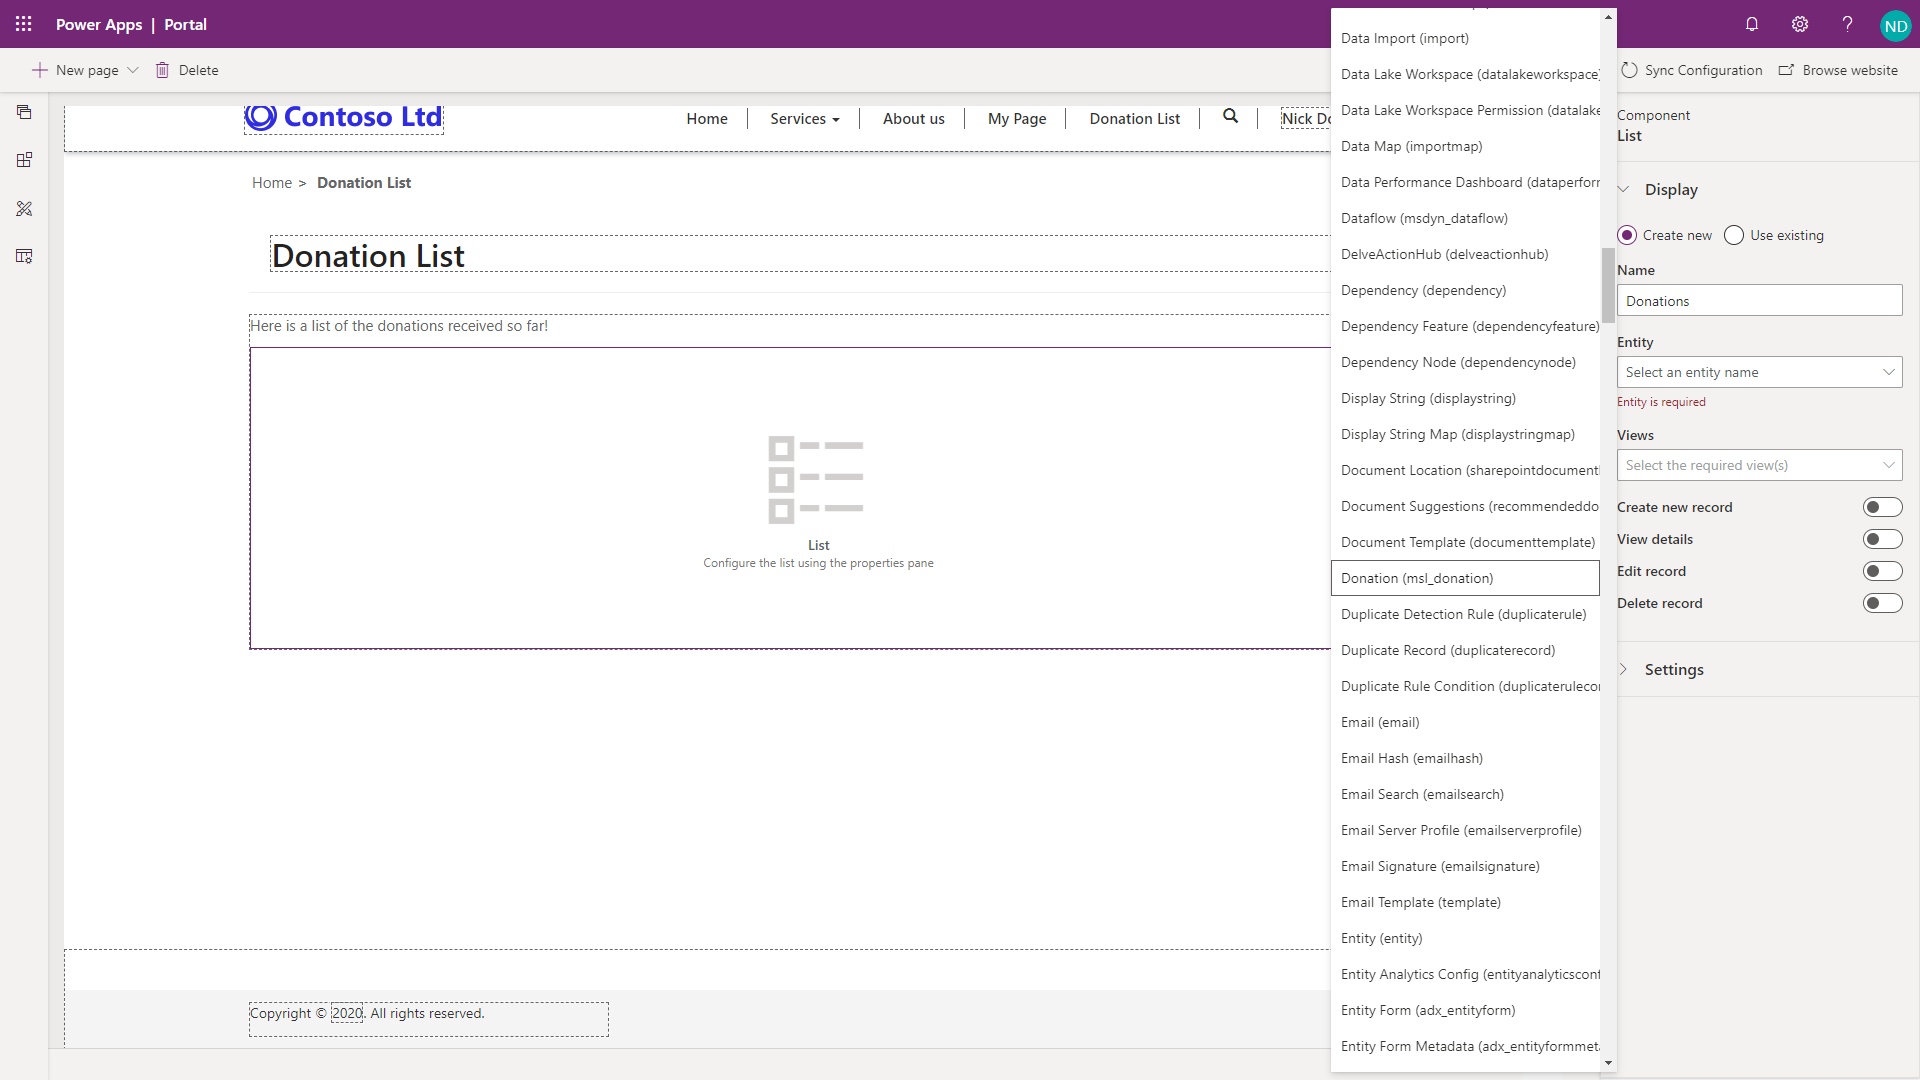 Power Apps | Portal
ND
New page
Delete
Sync Configuration
Browse website
Contoso Ltd
Home
Services
About us
My Page
Donation List
Nick Do
Home > Donation List
Donation List
Here is a list of the donations received so far!
List
Configure the list using the properties pane
Copyright © 2020. All rights reserved.
Data Import (import)
Data Lake Workspace (datalakeworkspace)
Data Lake Workspace Permission (datalake
Data Map (importmap)
Data Performance Dashboard (dataperforn
Dataflow (msdyn_dataflow)
DelveActionHub (delveactionhub)
Dependency (dependency)
Dependency Feature (dependencyfeature)
Dependency Node (dependencynode)
Display String (displaystring)
Display String Map (displaystringmap)
Document Location (sharepointdocument
Document Suggestions (recommendeddo
Document Template (documenttemplate)
Donation (msl_donation)
Duplicate Detection Rule (duplicaterule)
Duplicate Record (duplicaterecord)
Duplicate Rule Condition (duplicaterulecor
Email (email)
Email Hash (emailhash)
Email Search (emailsearch)
Email Server Profile (emailserverprofile)
Email Signature (emailsignature)
Email Template (template)
Entity (entity)
Entity Analytics Config (entityanalyticsconf
Entity Form (adx_entityform)
Entity Form Metadata (adx_entityformmeta
Component
List
Display
Create new
Use existing
Name
Donations
Entity
Select an entity name
Entity is required
Views
Select the required view(s)
Create new record
View details
Edit record
Delete record
Settings